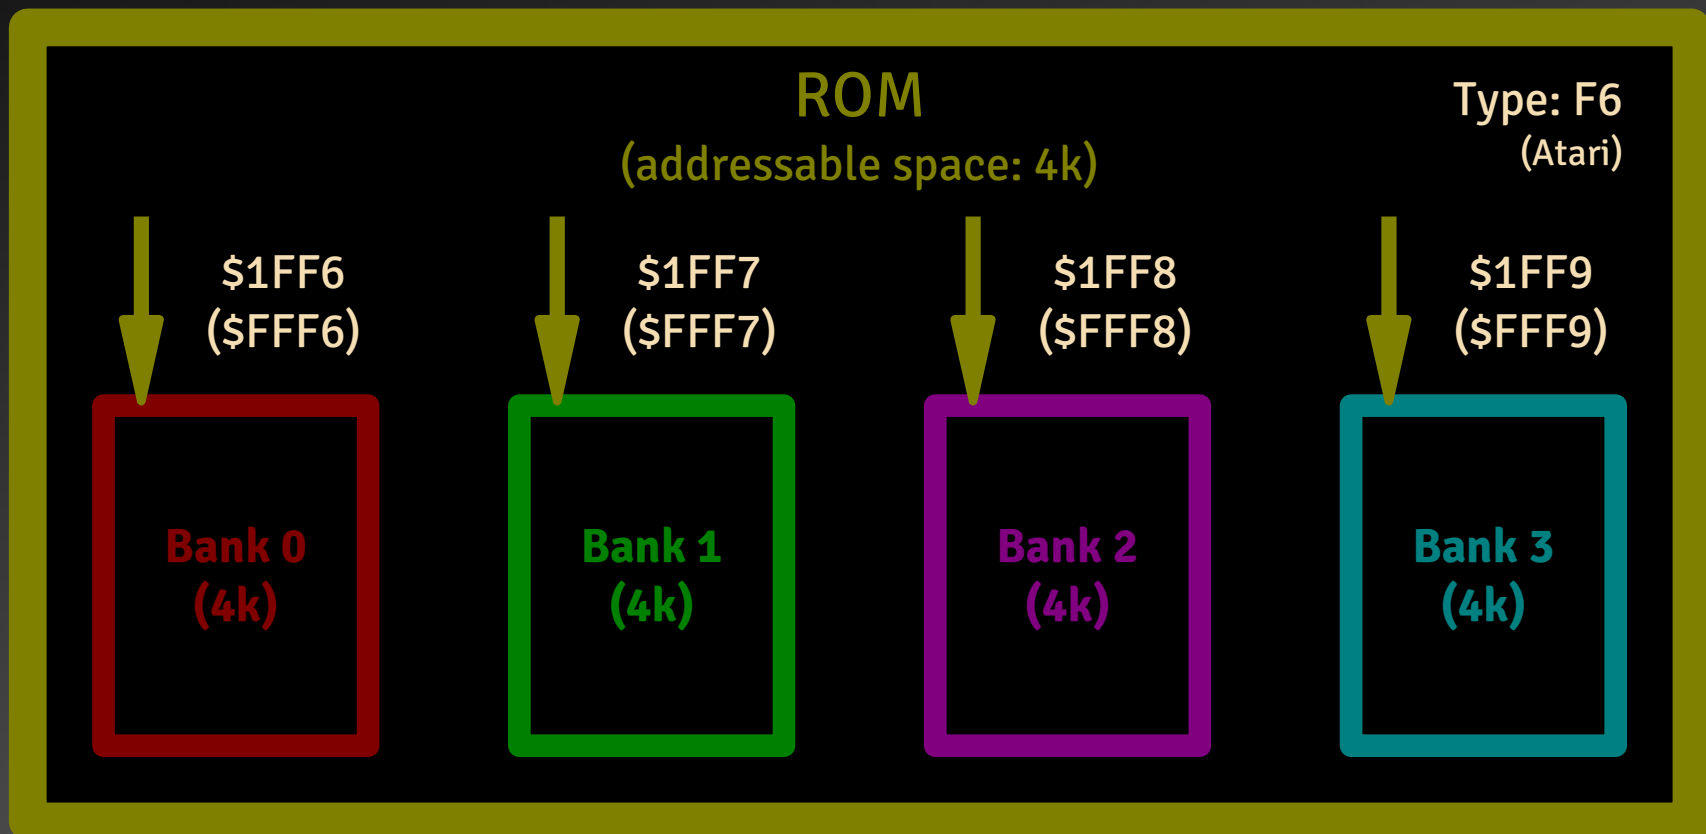 ROM
(addressable space: 4k)
Type: F6
(Atari)
$1FF6
($FFF6)
$1FF7
($FFF7)
$1FF8
($FFF8)
$1FF9
($FFF9)
Bank 0
(4k)
Bank 1
(4k)
Bank 2
(4k)
Bank 3
(4k)